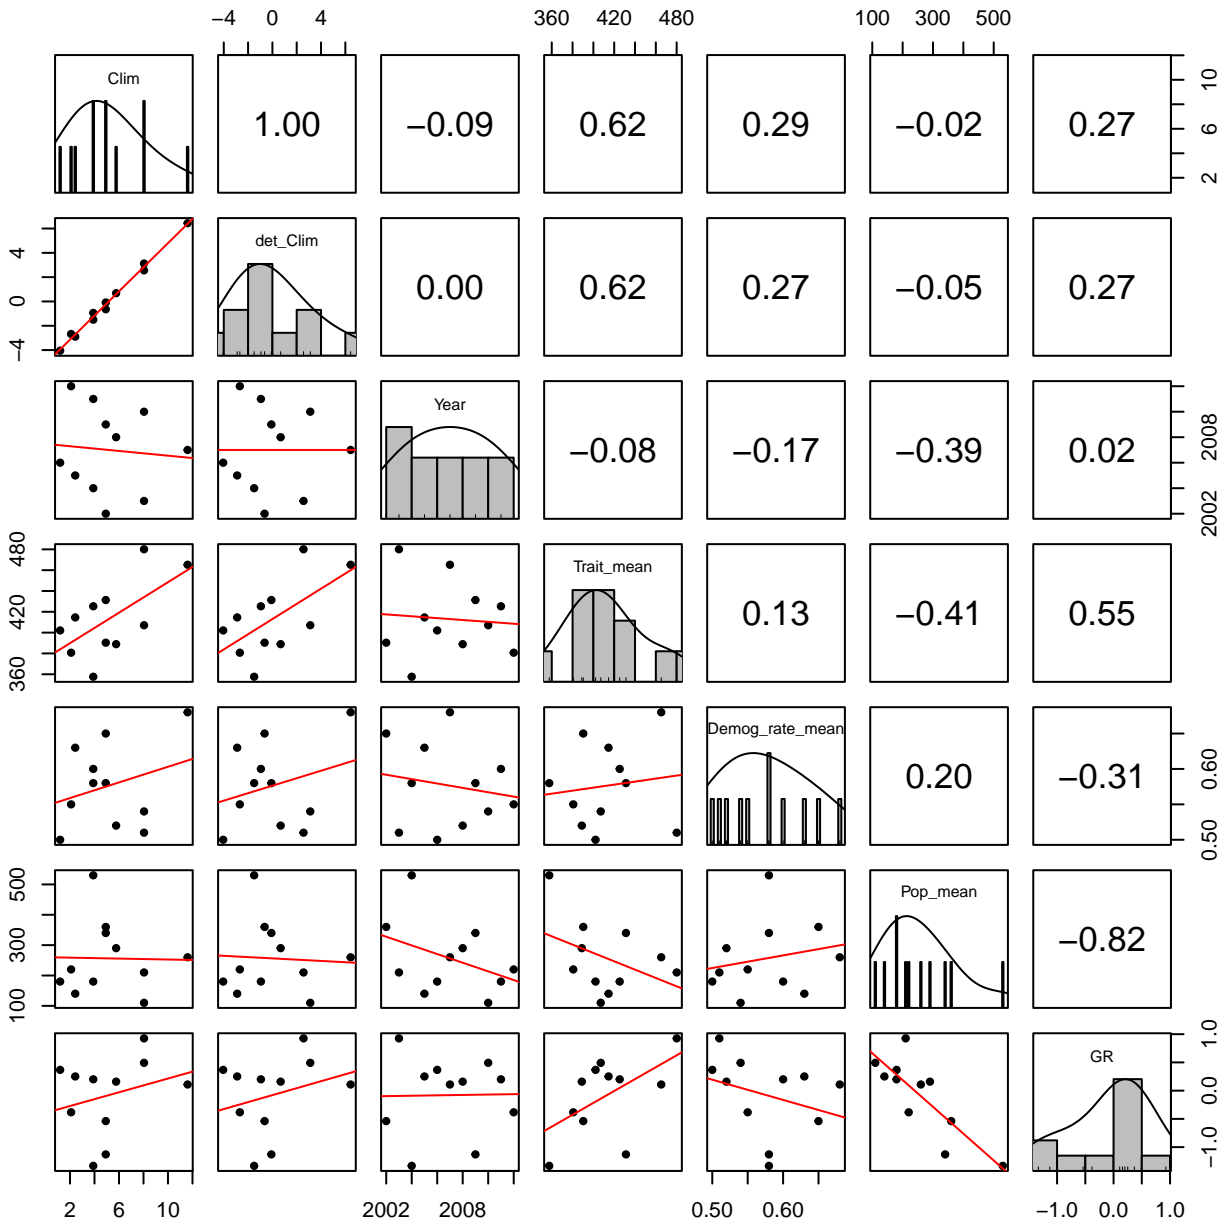 −4 0 4 360 420 480 100 300 500
Clim
1.00 −0.09 0.62 0.29 −0.02 0.27
2 6 10
−4 0 4
det_Clim
0.00 0.62 0.27 −0.05 0.27
Year
−0.08 −0.17 −0.39 0.02
2002 2008
360 420 480
Trait_mean
0.13 −0.41 0.55
Demog_rate_mean
0.20 −0.31
0.50 0.60
100 300 500
Pop_mean
−0.82
GR
−1.0 0.0 1.0
2 6 10 2002 2008 0.50 0.60 −1.0 0.0 1.0